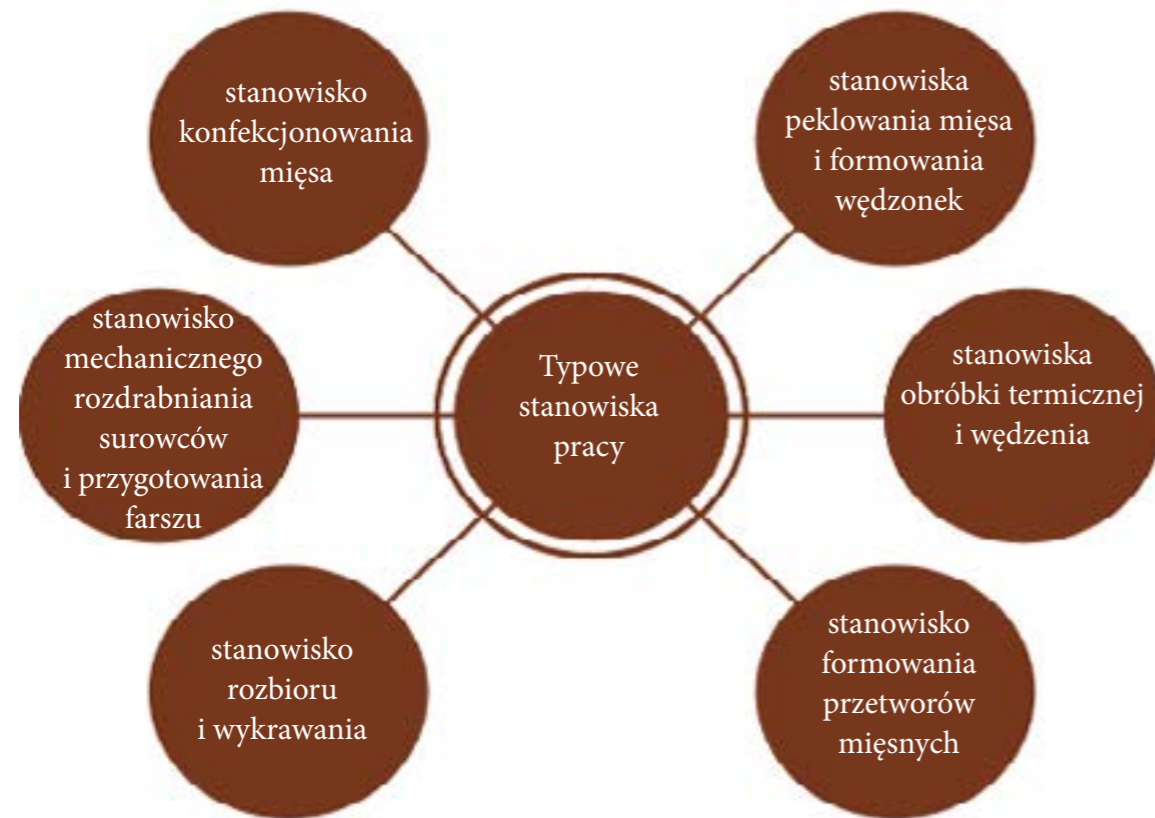 stanowisko
konfekcjonowania
mięsa
stanowiska
peklowania mięsa
i formowania
wędzonek
stanowisko
mechanicznego
rozdrabniania
surowców
i przygotowania
farszu
Typowe
stanowiska
pracy
stanowiska
obróbki termicznej
i wędzenia
stanowisko
rozbioru
i wykrawania
stanowisko
formowania
przetworów
mięsnych